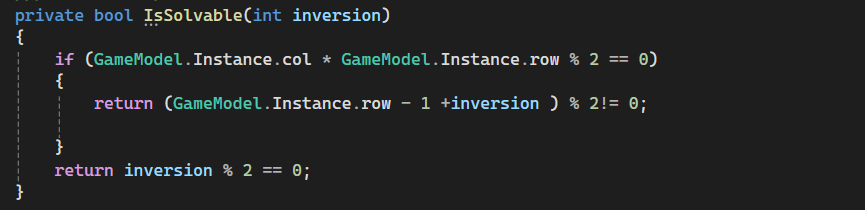 private bool IsSolvable(int inversion)
{
if (GameModel.Instance.col * GameModel.Instance.row % 2 == 0)
{
return (GameModel.Instance.row - 1 +inversion ) % 2!= 0;
}
return inversion % 2 == 0;
}